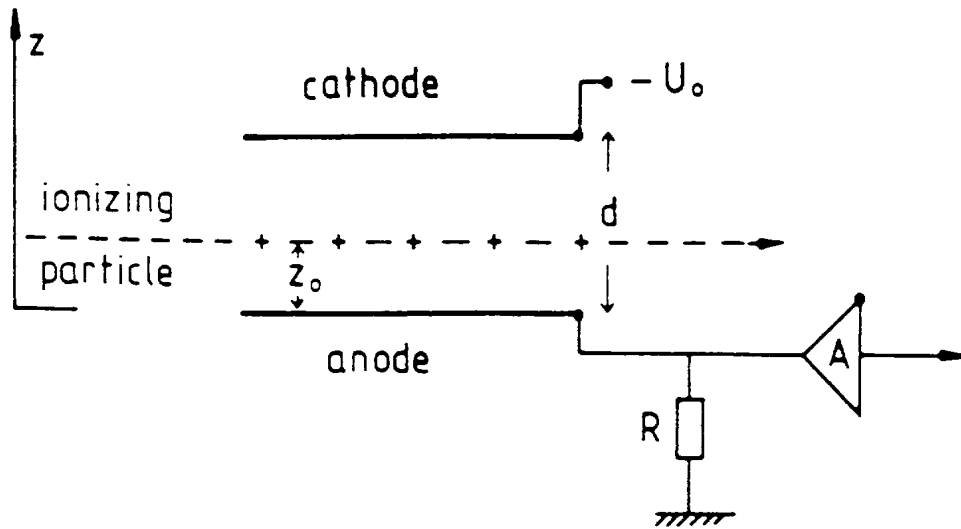 z
cathode
- U₀
ionizing
d
particle
z₀
anode
A
R